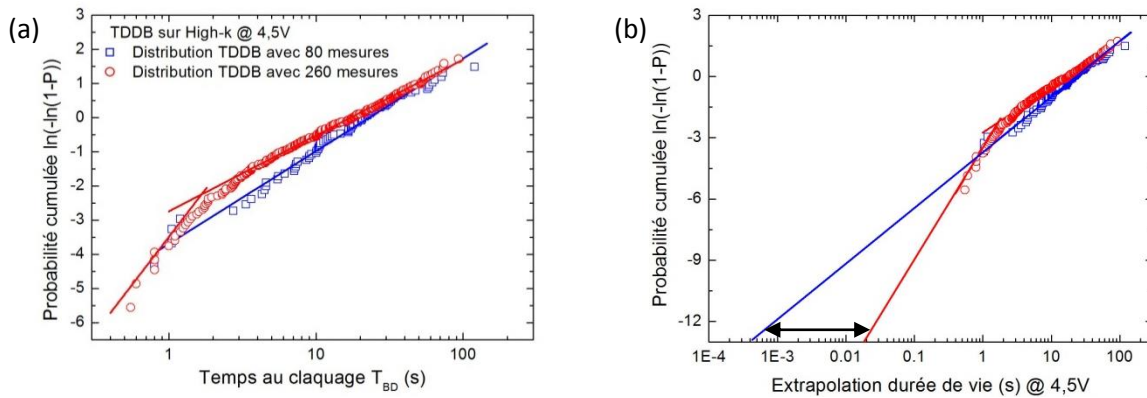 (a)
TDDB sur High-k @ 4,5V
Distribution TDDB avec 80 mesures
Distribution TDDB avec 260 mesures
Probabilité cumulée ln(-ln(1-P))
3
2
1
0
-1
-2
-3
-4
-5
-6
1 10 100
Temps au claquage T_BD (s)
(b)
Probabilité cumulée ln(-ln(1-P))
3
0
-3
-6
-9
-12
1E-4 1E-3 0.01 0.1 1 10 100
Extrapolation durée de vie (s) @ 4,5V